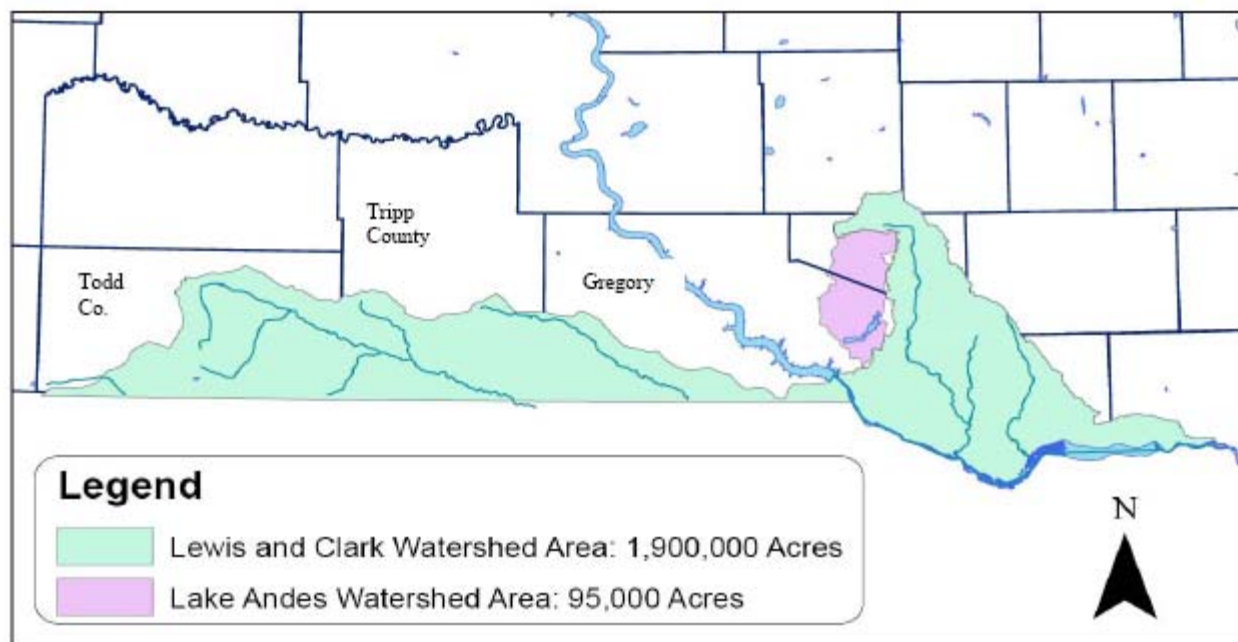 Tripp
County
Todd
Co.
Gregory
Legend
Lewis and Clark Watershed Area: 1,900,000 Acres
Lake Andes Watershed Area: 95,000 Acres
N